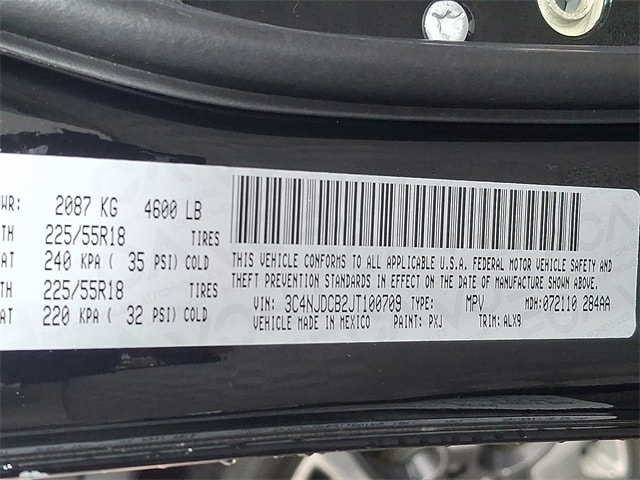 WR: 2087 KG 4600 LB
TH 225/55R18 TIRES
AT 240 KPA ( 35 PSI) COLD
TH 225/55R18 TIRES
AT 220 KPA ( 32 PSI) COLD
THIS VEHICLE CONFORMS TO ALL APPLICABLE U.S.A. FEDERAL MOTOR VEHICLE SAFETY AND
THEFT PREVENTION STANDARDS IN EFFECT ON THE DATE OF MANUFACTURE SHOWN ABOVE.
VIN: 3C4NJDCB2JT100709 TYPE: MPV MDH: 072110 284AA
VEHICLE MADE IN MEXICO PAINT: PXJ TRIM: ALX9